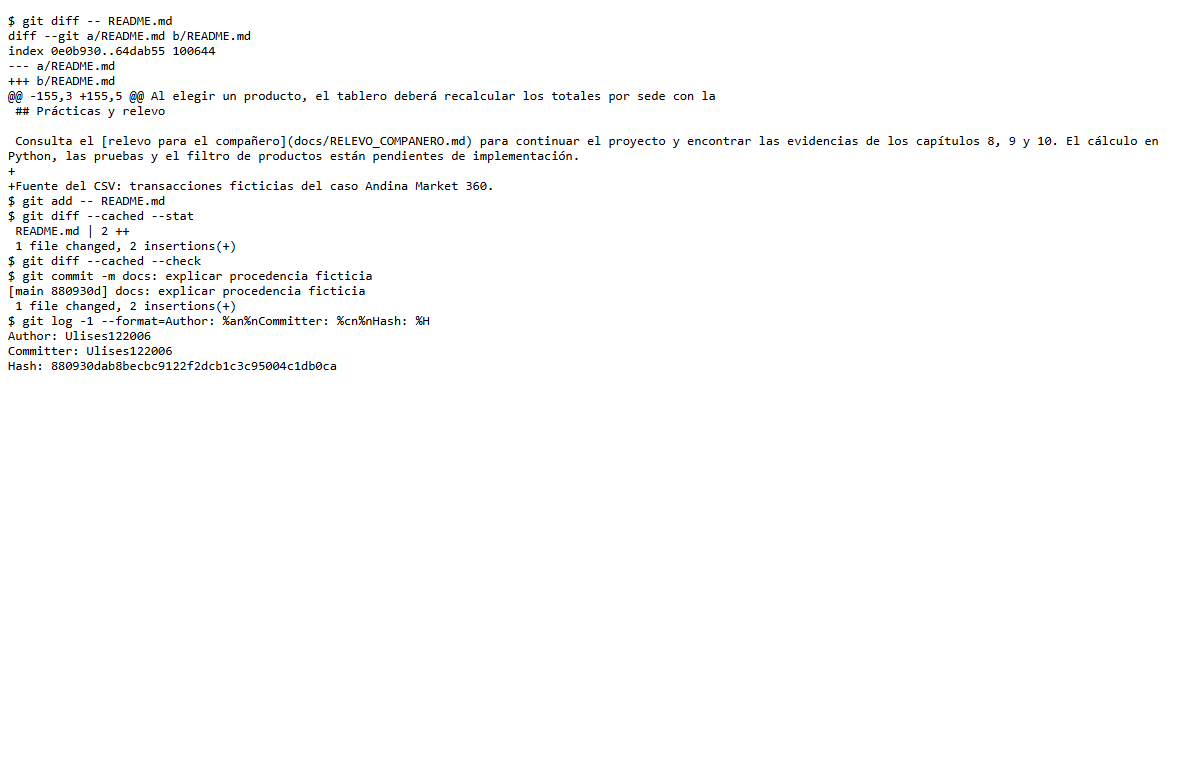 $ git diff -- README.md
diff --git a/README.md b/README.md
index 0e0b930..64dab55 100644
--- a/README.md
+++ b/README.md
@@ -155,3 +155,5 @@ Al elegir un producto, el tablero deberá recalcular los totales por sede con la
 ## Prácticas y relevo

 Consulta el [relevo para el compañero](docs/RELEVO_COMPANERO.md) para continuar el proyecto y encontrar las evidencias de los capítulos 8, 9 y 10. El cálculo en
Python, las pruebas y el filtro de productos están pendientes de implementación.
+
+Fuente del CSV: transacciones ficticias del caso Andina Market 360.
$ git add -- README.md
$ git diff --cached --stat
 README.md | 2 ++
 1 file changed, 2 insertions(+)
$ git diff --cached --check
$ git commit -m docs: explicar procedencia ficticia
[main 880930d] docs: explicar procedencia ficticia
 1 file changed, 2 insertions(+)
$ git log -1 --format=Author: %an%nCommitter: %cn%nHash: %H
Author: Ulises122006
Committer: Ulises122006
Hash: 880930dab8becbc9122f2dcb1c3c95004c1db0ca